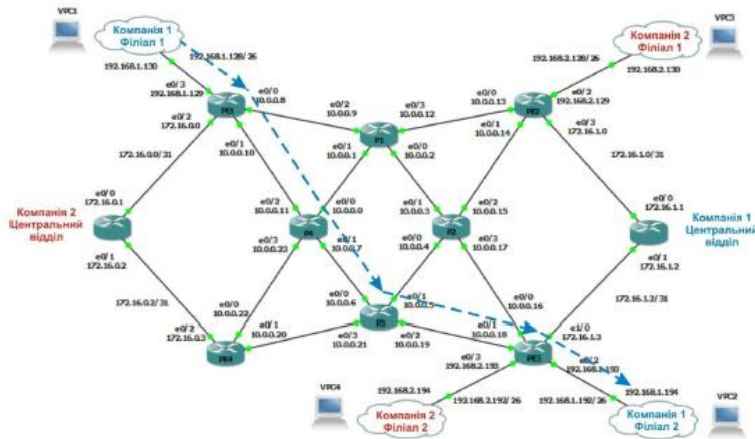 VPC1
Компанія 1
Філіал 1
192.168.1.128/26
192.168.1.130
e0/3
192.168.1.129
e0/0
10.0.0.8
PE1
e0/2
172.16.0.0
e0/1
10.0.0.10
172.16.0.0/31
e0/2
10.0.0.9
e0/3
10.0.0.12
P1
e0/1
10.0.0.1
e0/0
10.0.0.2
VPC3
Компанія 2
Філіал 1
192.168.2.128/26
192.168.2.130
e0/0
10.0.0.13
e0/2
192.168.2.129
PE2
e0/1
10.0.0.14
e0/3
172.16.1.0
172.16.1.0/31
Компанія 2
Центральний
відділ
e0/0
172.16.0.1
e0/1
172.16.0.2
e0/2
10.0.0.11
e0/0
10.0.0.0
P4
e0/3
10.0.0.23
e0/1
10.0.0.7
e0/1
10.0.0.3
e0/2
10.0.0.15
P2
e0/0
10.0.0.4
e0/3
10.0.0.17
e0/0
172.16.1.1
Компанія 1
Центральний
відділ
e0/1
172.16.1.2
172.16.0.2/31
172.16.1.2/31
e0/0
10.0.0.22
e0/2
172.16.0.3
PE4
e0/1
10.0.0.20
e0/0
10.0.0.6
e0/1
10.0.0.5
P3
e0/3
10.0.0.21
e0/2
10.0.0.19
e0/0
10.0.0.16
e0/1
10.0.0.18
e1/0
172.16.1.3
PE3
e0/3
192.168.2.193
e0/2
192.168.1.193
192.168.2.194
192.168.2.192/26
192.168.1.192/26
192.168.1.194
VPC4
Компанія 2
Філіал 2
Компанія 1
Філіал 2
VPC2